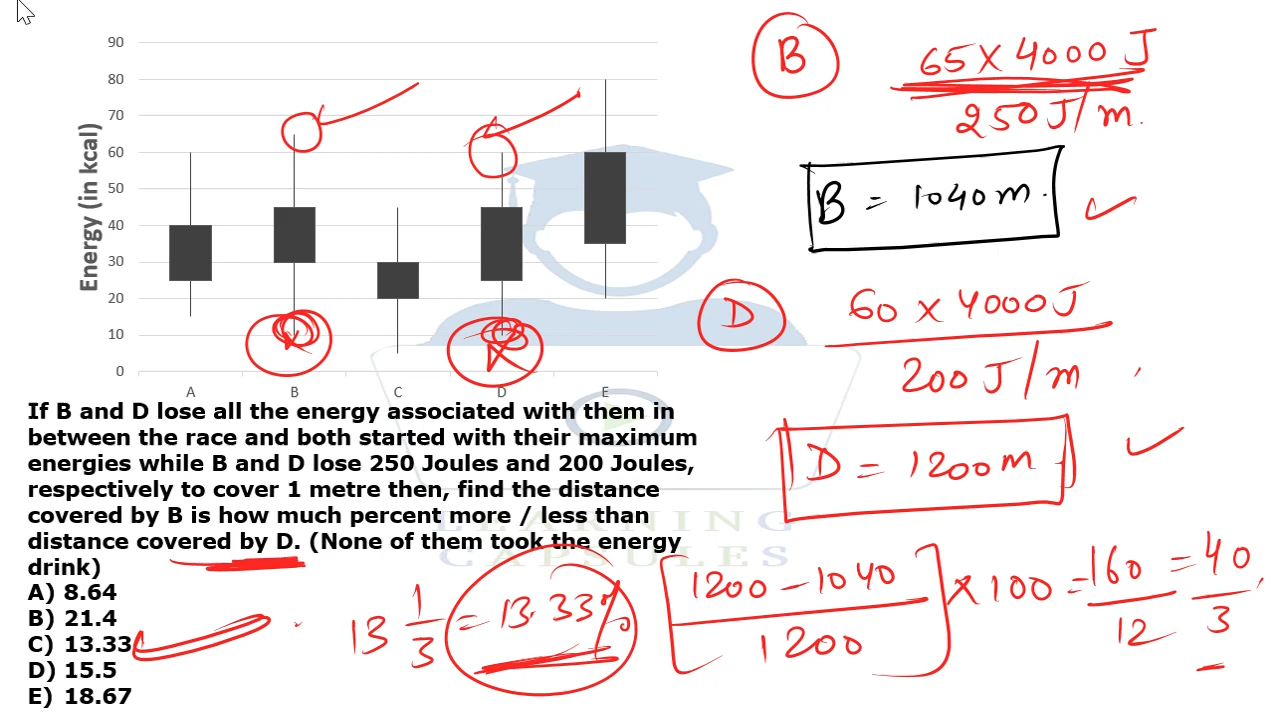 90
80
70
60
50
40
30
20
10
0
Energy (in kcal)
A B C D E
If B and D lose all the energy associated with them in
between the race and both started with their maximum
energies while B and D lose 250 Joules and 200 Joules,
respectively to cover 1 metre then, find the distance
covered by B is how much percent more / less than
distance covered by D. (None of them took the energy
drink)
A) 8.64
B) 21.4
C) 13.33
D) 15.5
E) 18.67
LEARNING
CAPSULES
B
65 x 4000 J
250 J/m.
B = 1040 m.
D
60 x 4000 J
200 J/m
D = 1200 m
[1200 - 1040
1200] x 100 = 160
12 = 40
3
13 1/3 = 13.33%